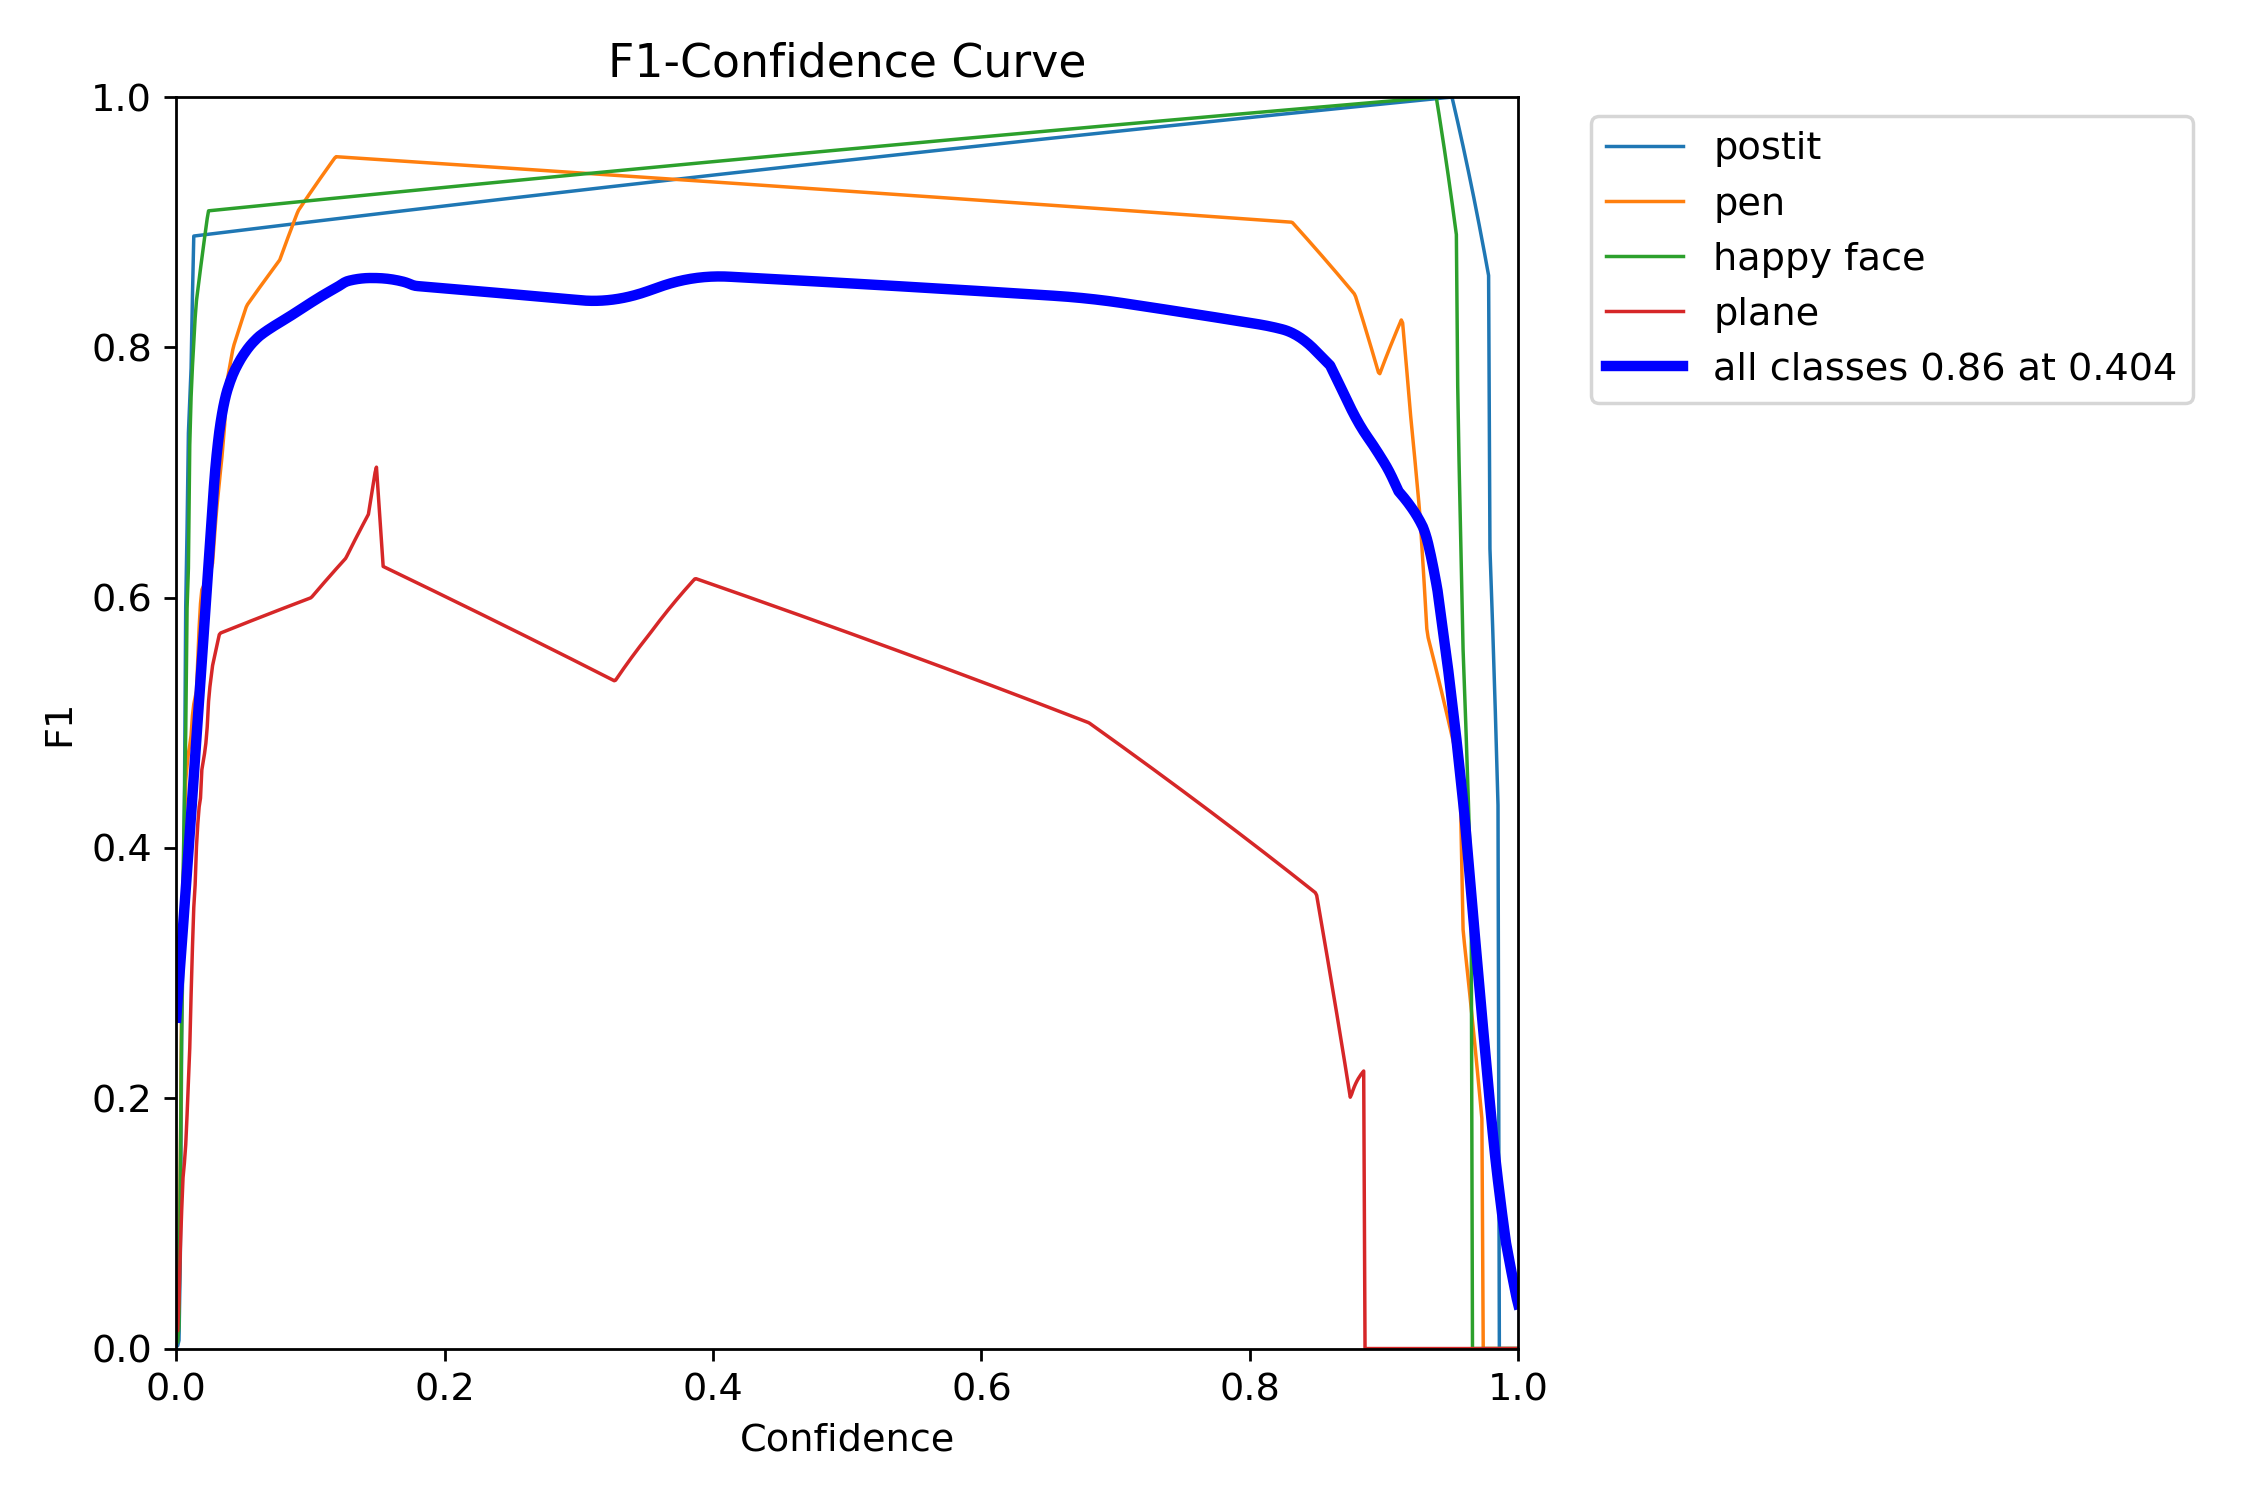 F1-Confidence Curve
1.0
0.8
0.6
0.4
0.2
0.0
F1
0.0 0.2 0.4 0.6 0.8 1.0
Confidence
postit
pen
happy face
plane
all classes 0.86 at 0.404